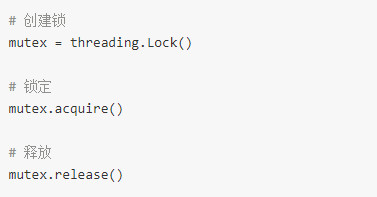 # 创建锁
mutex = threading.Lock()
# 锁定
mutex.acquire()
# 释放
mutex.release()